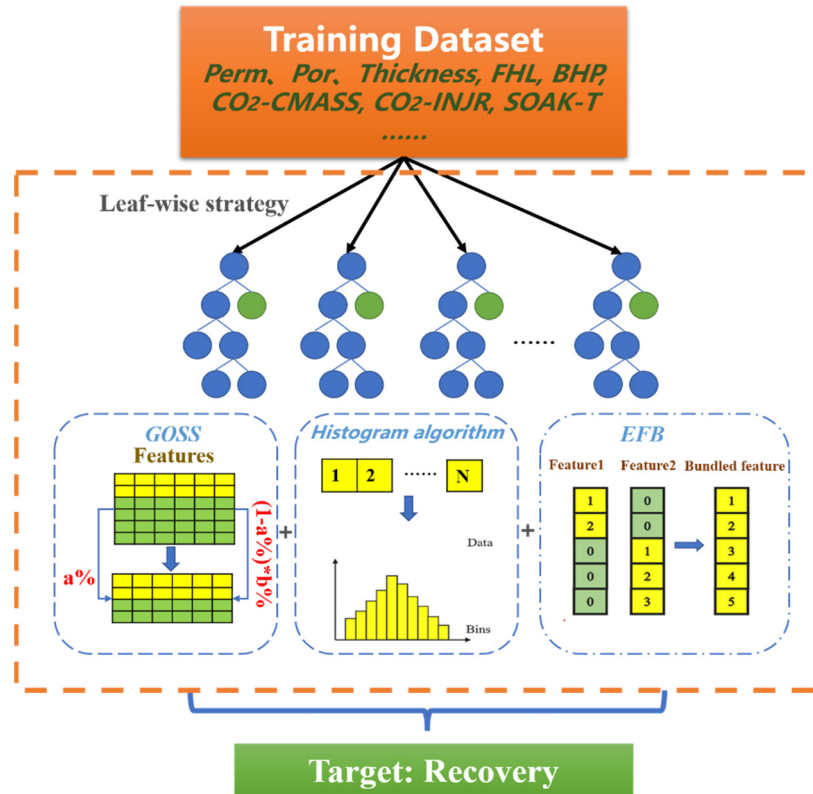 Training Dataset
Perm、Por、Thickness, FHL, BHP,
CO2-CMASS, CO2-INJR, SOAK-T
......
Leaf-wise strategy
......
GOSS
Features
a%
(1-a%)*b%
+
Histogram algorithm
1 2 ...... N
Data
Bins
+
EFB
Feature1 Feature2 Bundled feature
1 0 1
2 0 2
0 1 3
0 2 4
0 3 5
Target: Recovery